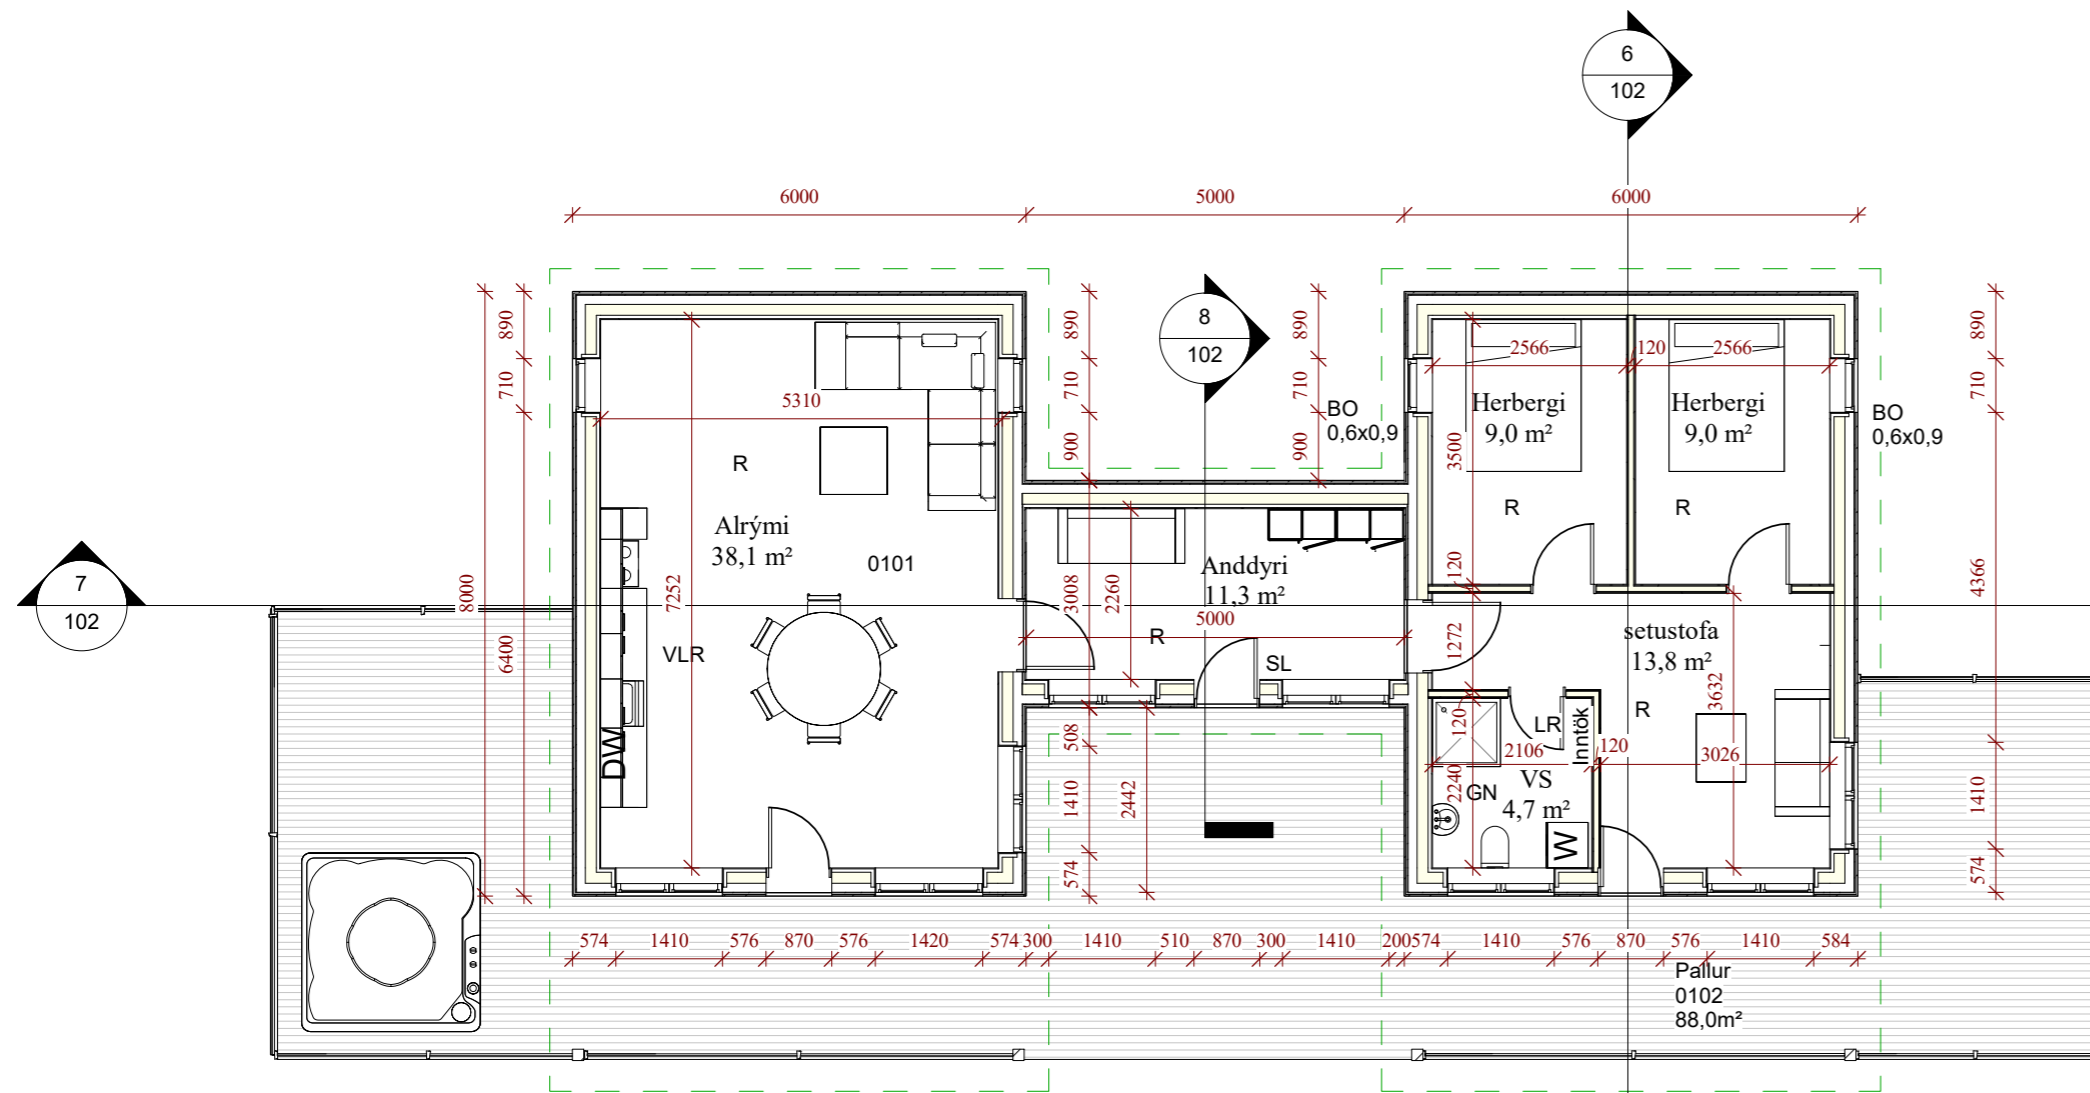 6
102
6000
5000
6000
8
102
890
710
8000
6400
890
710
900
3008
890
710
900
890
710
4366
1410
574
BO
0,6x0,9
BO
0,6x0,9
2566
120
2566
Herbergi
9,0 m²
Herbergi
9,0 m²
3500
R
R
5310
R
Alrými
38,1 m²
0101
7252
VLR
DW
Anddyri
11,3 m²
2260
5000
R
SL
7
102
120
1272
setustofa
13,8 m²
R
3632
120
LR
Inntök
2106
120
3026
VS
4,7 m²
GN
2240
W
508
1410
574
2442
574
1410
576
870
576
1420
574
300
1410
510
870
300
1410
200
574
1410
576
870
576
1410
584
Pallur
0102
88,0m²